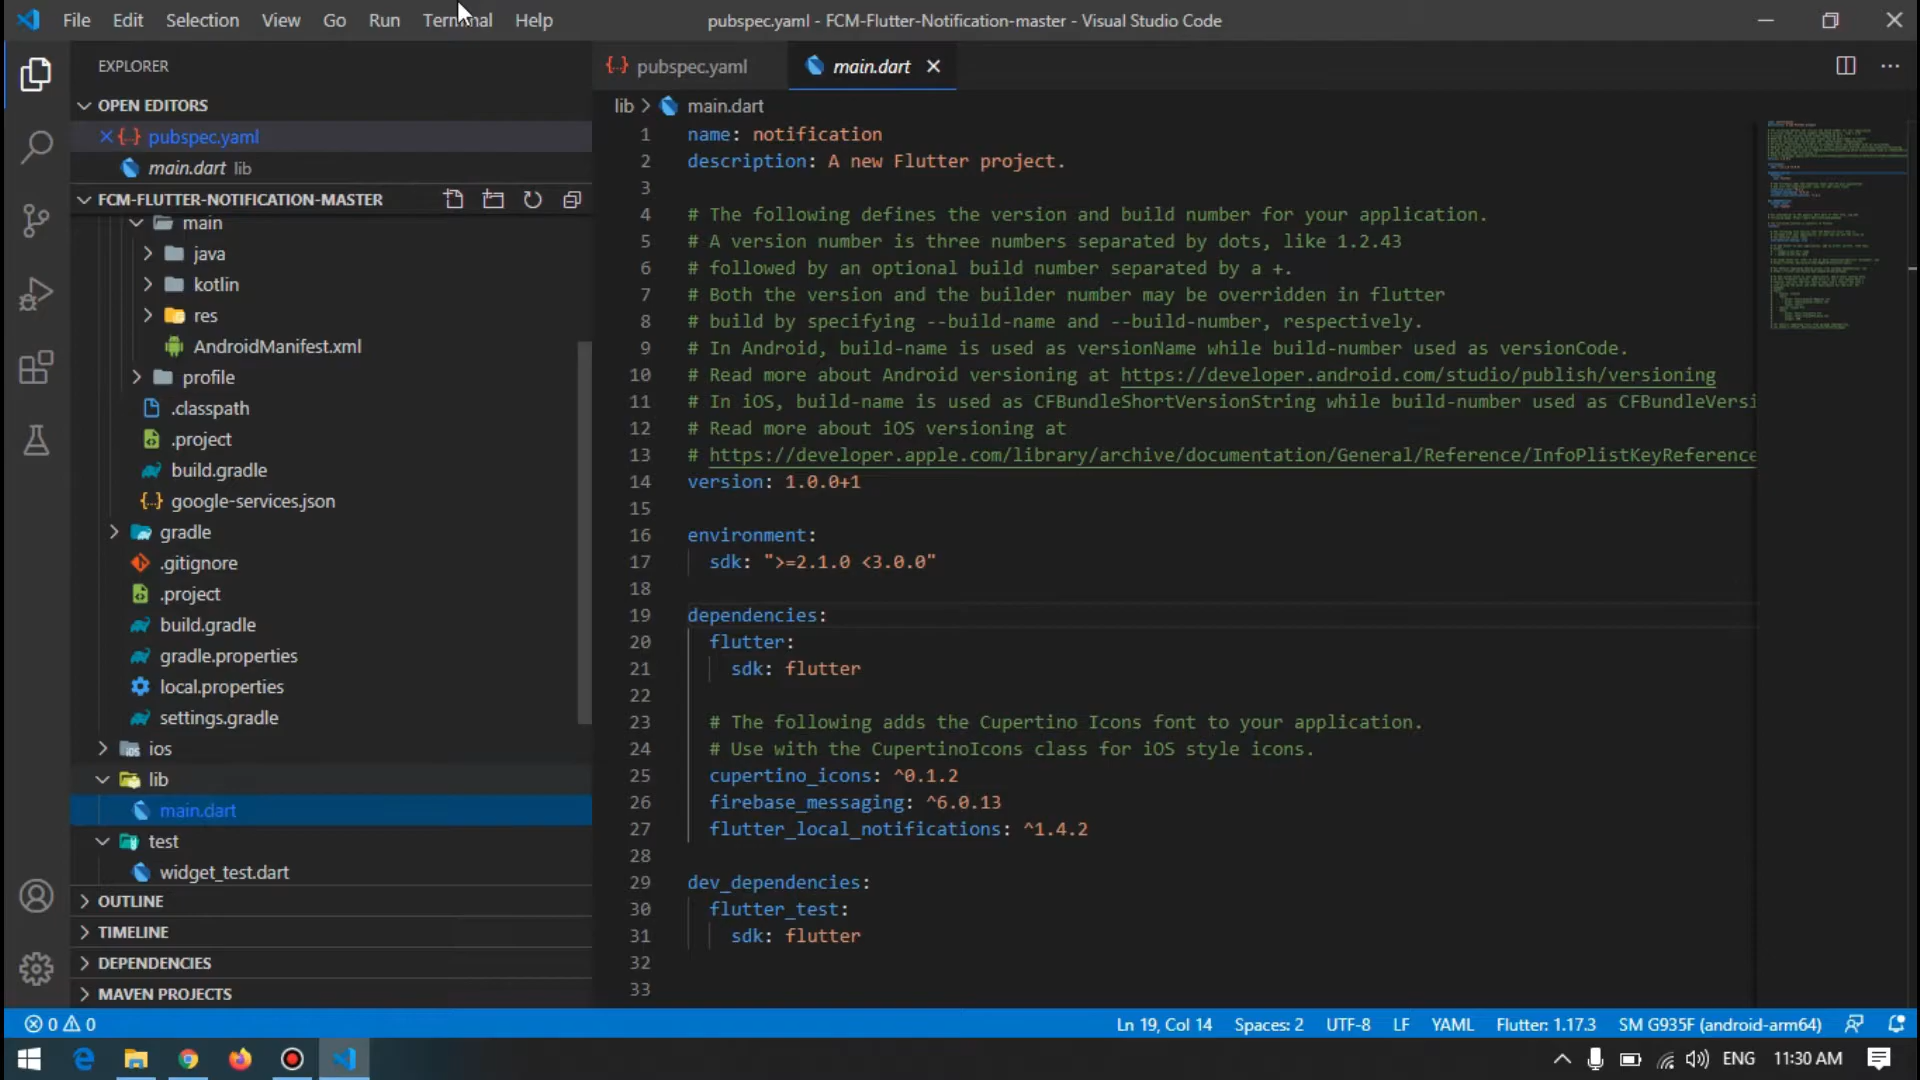 File Edit Selection View Go Run Terminal Help
pubspec.yaml - FCM-Flutter-Notification-master - Visual Studio Code
EXPLORER
OPEN EDITORS
pubspec.yaml
main.dart lib
FCM-FLUTTER-NOTIFICATION-MASTER
main
java
kotlin
res
AndroidManifest.xml
profile
.classpath
.project
build.gradle
google-services.json
gradle
.gitignore
.project
build.gradle
gradle.properties
local.properties
settings.gradle
ios
lib
main.dart
test
widget_test.dart
OUTLINE
TIMELINE
DEPENDENCIES
MAVEN PROJECTS
pubspec.yaml
main.dart
lib > main.dart
1 name: notification
2 description: A new Flutter project.
3
4 # The following defines the version and build number for your application.
5 # A version number is three numbers separated by dots, like 1.2.43
6 # followed by an optional build number separated by a +.
7 # Both the version and the builder number may be overridden in flutter
8 # build by specifying --build-name and --build-number, respectively.
9 # In Android, build-name is used as versionName while build-number used as versionCode.
10 # Read more about Android versioning at https://developer.android.com/studio/publish/versioning
11 # In iOS, build-name is used as CFBundleShortVersionString while build-number used as CFBundleVersi
12 # Read more about iOS versioning at
13 # https://developer.apple.com/library/archive/documentation/General/Reference/InfoPlistKeyReference
14 version: 1.0.0+1
15
16 environment:
17 sdk: ">=2.1.0 <3.0.0"
18
19 dependencies:
20 flutter:
21 sdk: flutter
22
23 # The following adds the Cupertino Icons font to your application.
24 # Use with the CupertinoIcons class for iOS style icons.
25 cupertino_icons: ^0.1.2
26 firebase_messaging: ^6.0.13
27 flutter_local_notifications: ^1.4.2
28
29 dev_dependencies:
30 flutter_test:
31 sdk: flutter
32
33
0 0
Ln 19, Col 14 Spaces: 2 UTF-8 LF YAML Flutter: 1.17.3 SM G935F (android-arm64)
ENG 11:30 AM